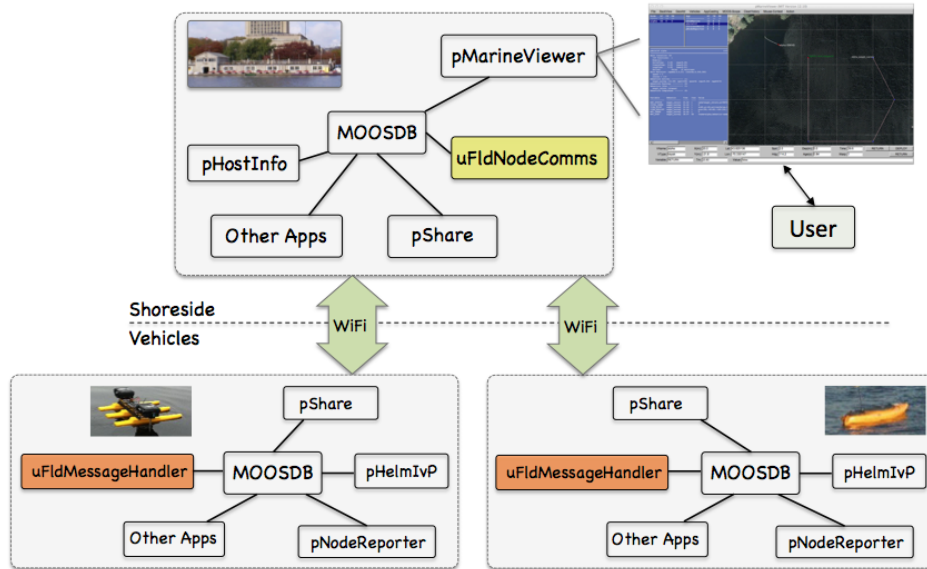 pMarineViewer
MOOSDB
pHostInfo
uFldNodeComms
Other Apps
pShare
User
Shoreside
WiFi
WiFi
Vehicles
pShare
uFldMessageHandler
MOOSDB
pHelmIvP
Other Apps
pNodeReporter
pShare
uFldMessageHandler
MOOSDB
pHelmIvP
Other Apps
pNodeReporter